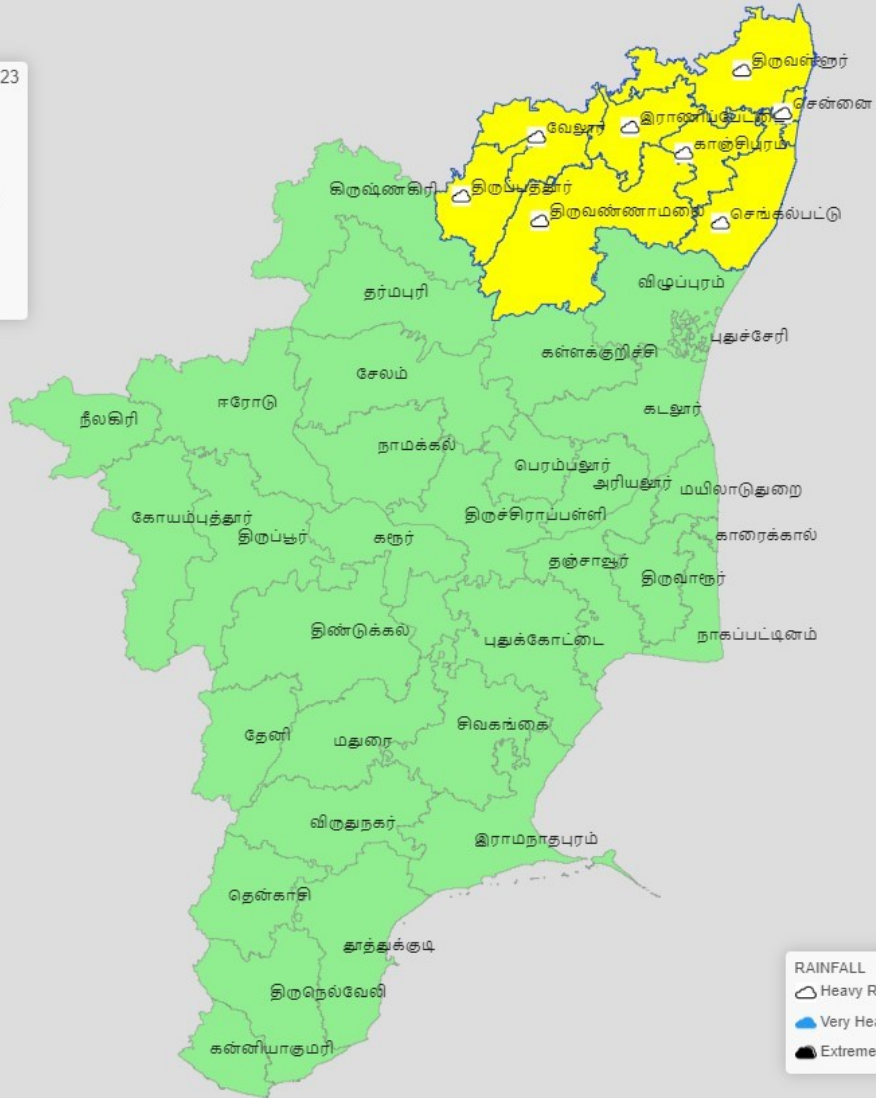 23
திருவள்ளூர்
சென்னை
இராணிப்பேட்டை
வேலூர்
காஞ்சிபுரம்
கிருஷ்ணகிரி
திருப்பத்தூர்
திருவண்ணாமலை
செங்கல்பட்டு
விழுப்புரம்
தர்மபுரி
புதுச்சேரி
கள்ளக்குறிச்சி
சேலம்
ஈரோடு
கடலூர்
நீலகிரி
நாமக்கல்
பெரம்பலூர்
அரியலூர்
மயிலாடுதுறை
கோயம்புத்தூர்
திருச்சிராப்பள்ளி
திருப்பூர்
கரூர்
காரைக்கால்
தஞ்சாவூர்
திருவாரூர்
திண்டுக்கல்
புதுக்கோட்டை
நாகப்பட்டினம்
சிவகங்கை
தேனி
மதுரை
விருதுநகர்
இராமநாதபுரம்
தென்காசி
தூத்துக்குடி
திருநெல்வேலி
கன்னியாகுமரி
RAINFALL
Heavy R
Very Hea
Extreme